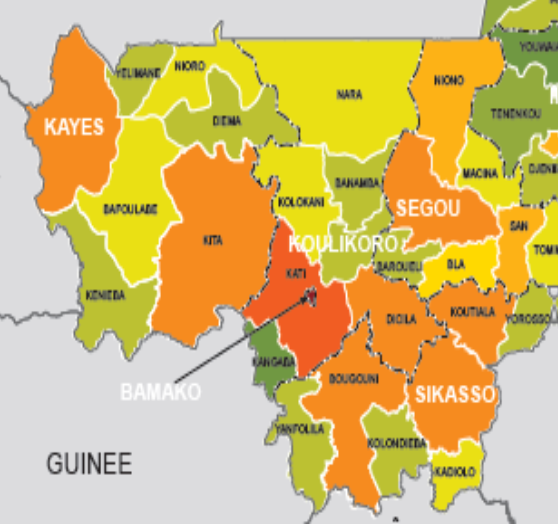 YOUWA
YELIMANE
NIORO
NIONO
NARA
TENENKOU
KAYES
DIEMA
MACINA
DJEN
BANAMBA
KOLOKANI
BAFOULABE
SEGOU
SAN
KITA
KOULIKORO
TOMI
KATI
BAROUELI
BLA
KENIEBA
DIOILA
KOUTIALA
YOROSSO
KANGABA
BOUGOUNI
BAMAKO
SIKASSO
YANFOLILA
KOLONDIEBA
GUINEE
KADIOLO